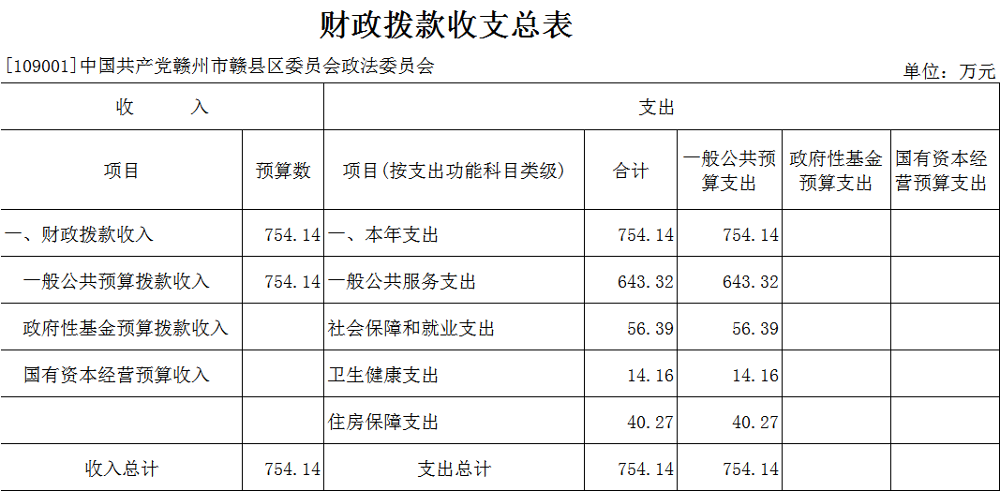 财政拨款收支总表
[109001]中国共产党赣州市赣县区委员会政法委员会 单位：万元
收 入 支出
项目 预算数 项目(按支出功能科目类级) 合计 一般公共预算支出 政府性基金预算支出 国有资本经营预算支出
一、财政拨款收入 754.14 一、本年支出 754.14 754.14
一般公共预算拨款收入 754.14 一般公共服务支出 643.32 643.32
政府性基金预算拨款收入 社会保障和就业支出 56.39 56.39
国有资本经营预算收入 卫生健康支出 14.16 14.16
住房保障支出 40.27 40.27
收入总计 754.14 支出总计 754.14 754.14